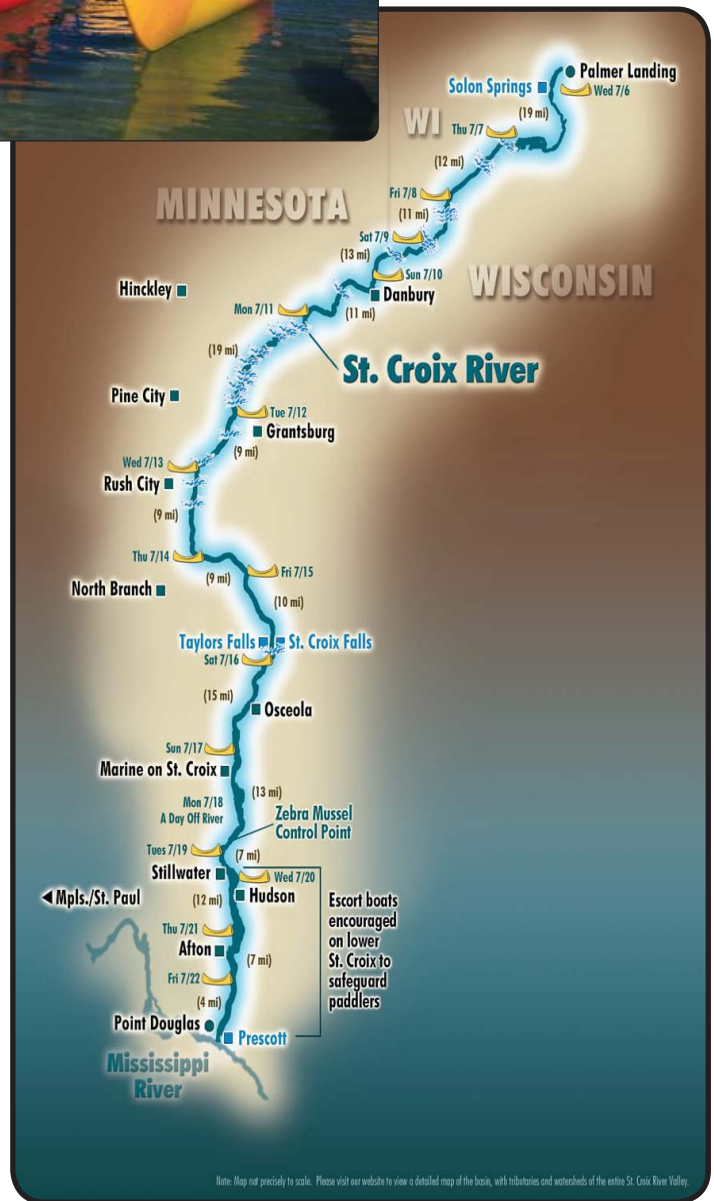 Palmer Landing
Solon Springs
Wed 7/6
(19 mi)
WI
Thu 7/7
(12 mi)
Fri 7/8
MINNESOTA
(11 mi)
Sat 7/9
(13 mi)
Sun 7/10
WISCONSIN
Hinckley
Danbury
Mon 7/11
(11 mi)
(19 mi)
St. Croix River
Pine City
Tue 7/12
Grantsburg
(9 mi)
Wed 7/13
Rush City
(9 mi)
Thu 7/14
(9 mi)
Fri 7/15
North Branch
(10 mi)
Taylors Falls
St. Croix Falls
Sat 7/16
(15 mi)
Osceola
Sun 7/17
Marine on St. Croix
(13 mi)
Mon 7/18
A Day Off River
Zebra Mussel
Control Point
Tues 7/19
(7 mi)
Stillwater
Wed 7/20
Mpls./St. Paul
(12 mi)
Hudson
Escort boats
encouraged
on lower
St. Croix to
safeguard
paddlers
Thu 7/21
Afton
(7 mi)
Fri 7/22
(4 mi)
Point Douglas
Prescott
Mississippi
River
Note: Map not precisely to scale. Please visit our website to view a detailed map of the basin, with tributaries and watersheds of the entire St. Croix River Valley.